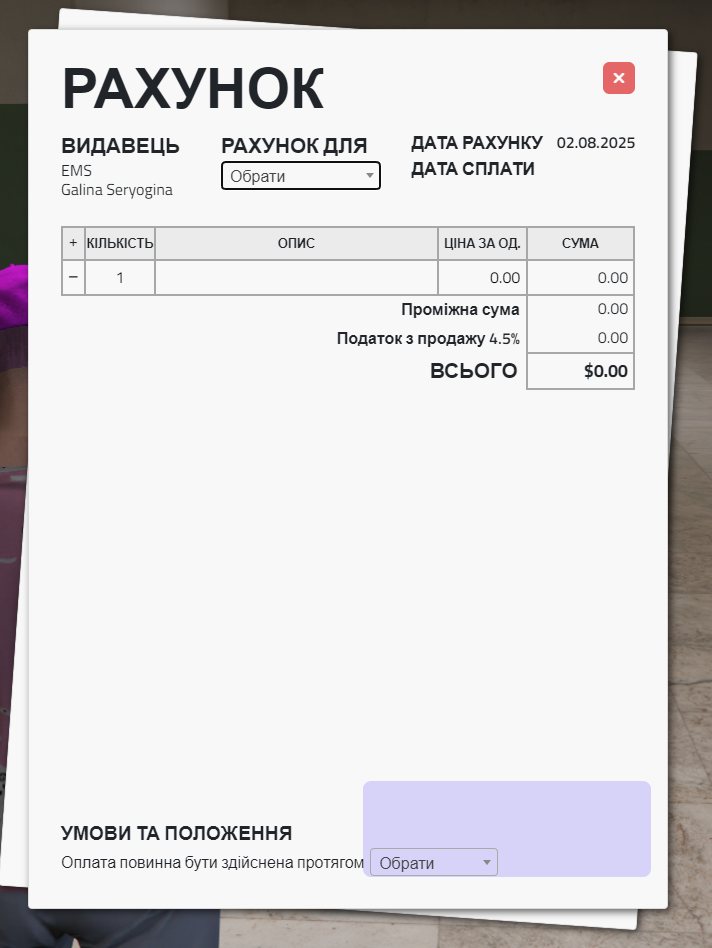 РАХУНОК
×
ВИДАВЕЦЬ
EMS
Galina Seryogina
РАХУНОК ДЛЯ
Обрати
ДАТА РАХУНКУ 02.08.2025
ДАТА СПЛАТИ
+ КІЛЬКІСТЬ ОПИС ЦІНА ЗА ОД. СУМА
− 1 0.00 0.00
Проміжна сума 0.00
Податок з продажу 4.5% 0.00
ВСЬОГО $0.00
УМОВИ ТА ПОЛОЖЕННЯ
Оплата повинна бути здійснена протягом Обрати